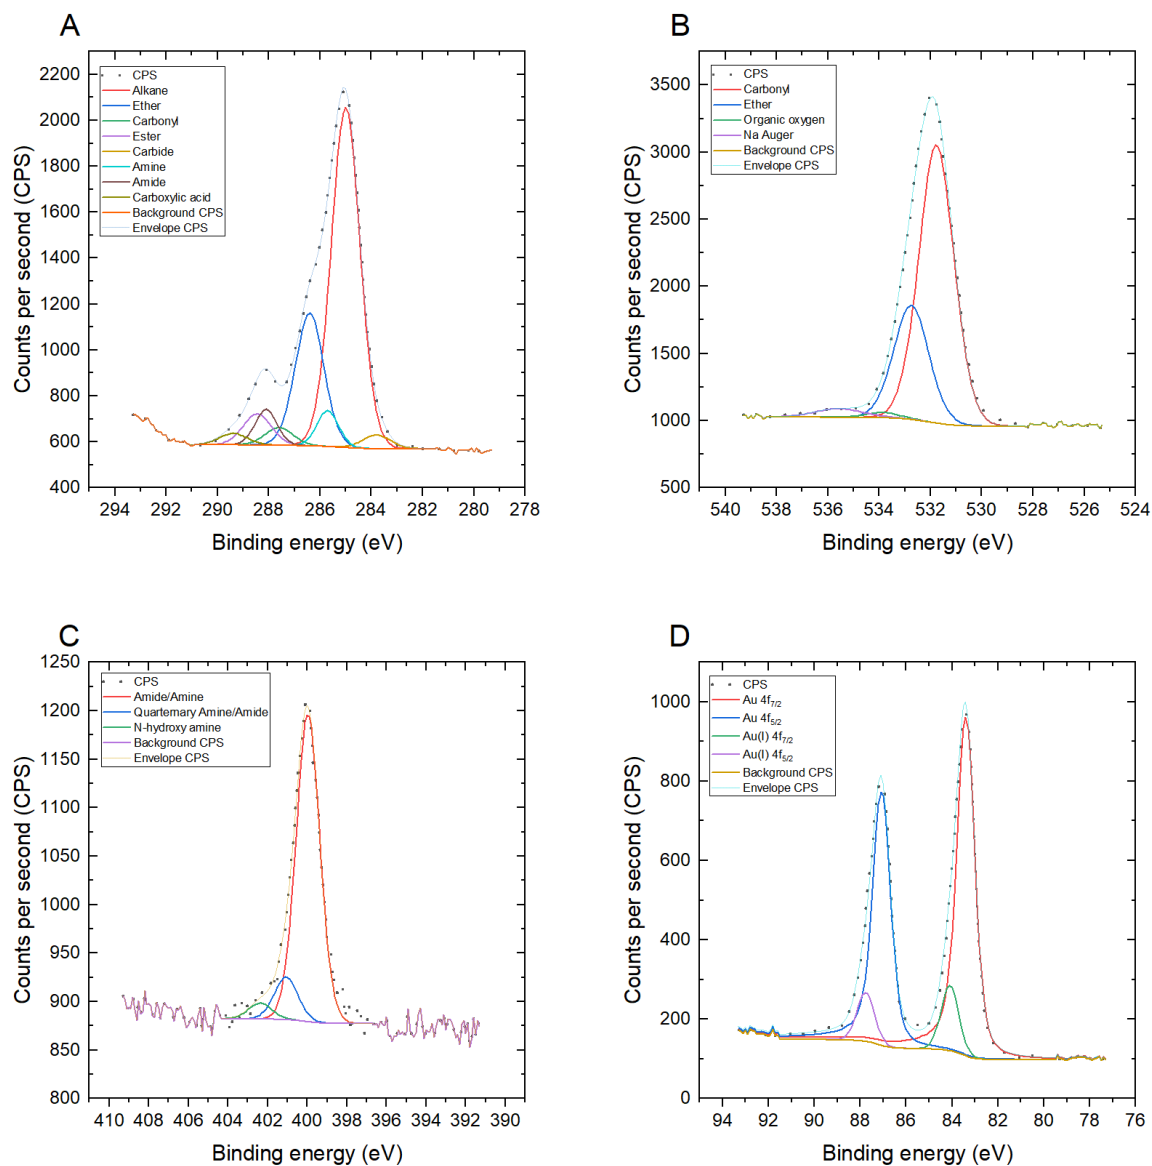 A
CPS
Alkane
Ether
Carbonyl
Ester
Carbide
Amine
Amide
Carboxylic acid
Background CPS
Envelope CPS
2200
2000
1800
1600
1400
1200
1000
800
600
400
Counts per second (CPS)
294 292 290 288 286 284 282 280 278
Binding energy (eV)
B
CPS
Carbonyl
Ether
Organic oxygen
Na Auger
Background CPS
Envelope CPS
3500
3000
2500
2000
1500
1000
500
Counts per second (CPS)
540 538 536 534 532 530 528 526 524
Binding energy (eV)
C
CPS
Amide/Amine
Quarternary Amine/Amide
N-hydroxy amine
Background CPS
Envelope CPS
1250
1200
1150
1100
1050
1000
950
900
850
800
Counts per second (CPS)
410 408 406 404 402 400 398 396 394 392 390
Binding energy (eV)
D
CPS
Au 4f7/2
Au 4f5/2
Au(I) 4f7/2
Au(I) 4f5/2
Background CPS
Envelope CPS
1000
800
600
400
200
0
Counts per second (CPS)
94 92 90 88 86 84 82 80 78 76
Binding energy (eV)